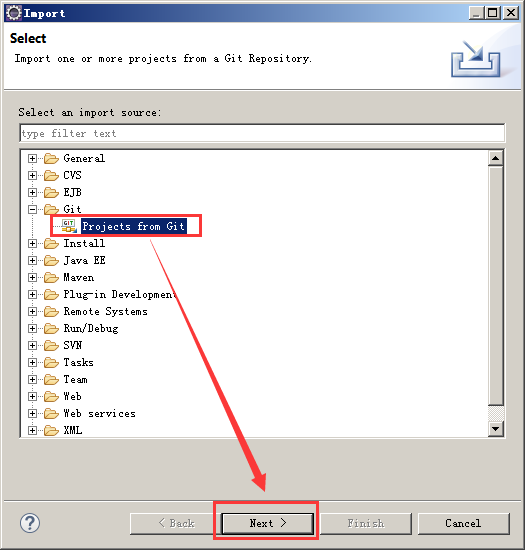 Import
Select
Import one or more projects from a Git Repository.
Select an import source:
type filter text
General
CVS
EJB
Git
GIT
Projects from Git
Install
Java EE
Maven
Plug-in Development
Remote Systems
Run/Debug
SVN
Tasks
Team
Web
Web services
XML
?
< Back
Next >
Finish
Cancel